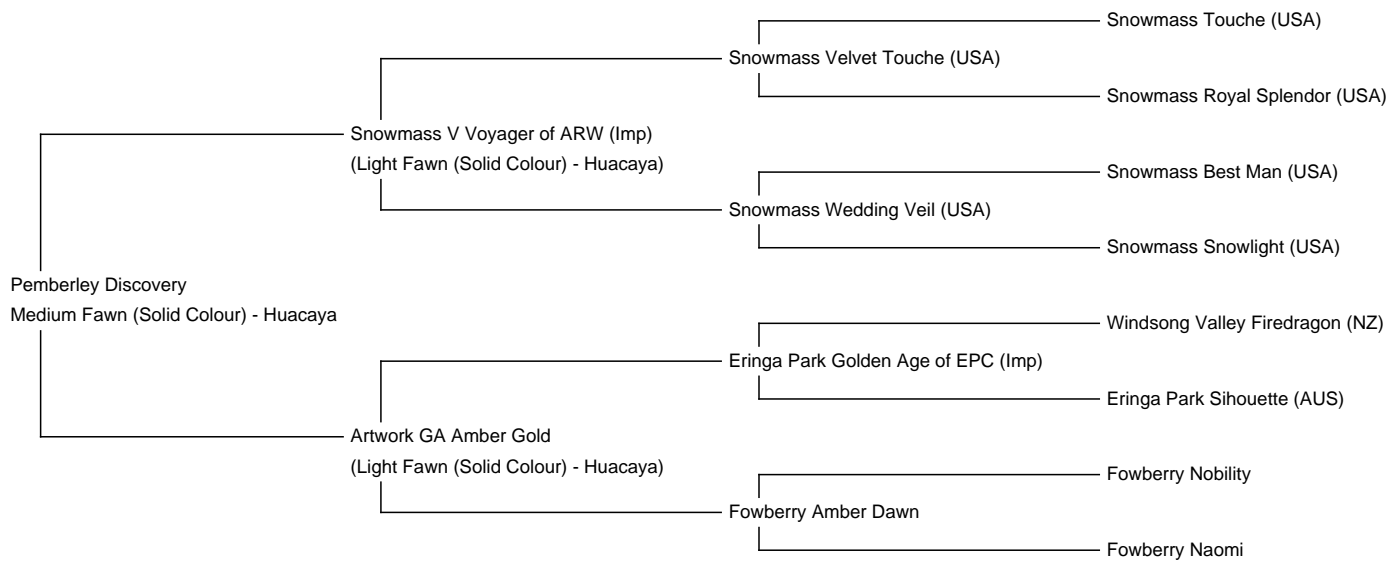 Snowmass Touche (USA)
Snowmass Velvet Touche (USA)
Snowmass Royal Splendor (USA)
Snowmass V Voyager of ARW (Imp)
(Light Fawn (Solid Colour) - Huacaya)
Snowmass Best Man (USA)
Snowmass Wedding Veil (USA)
Snowmass Snowlight (USA)
Pemberley Discovery
Medium Fawn (Solid Colour) - Huacaya
Windsong Valley Firedragon (NZ)
Eringa Park Golden Age of EPC (Imp)
Eringa Park Sihouette (AUS)
Artwork GA Amber Gold
(Light Fawn (Solid Colour) - Huacaya)
Fowberry Nobility
Fowberry Amber Dawn
Fowberry Naomi